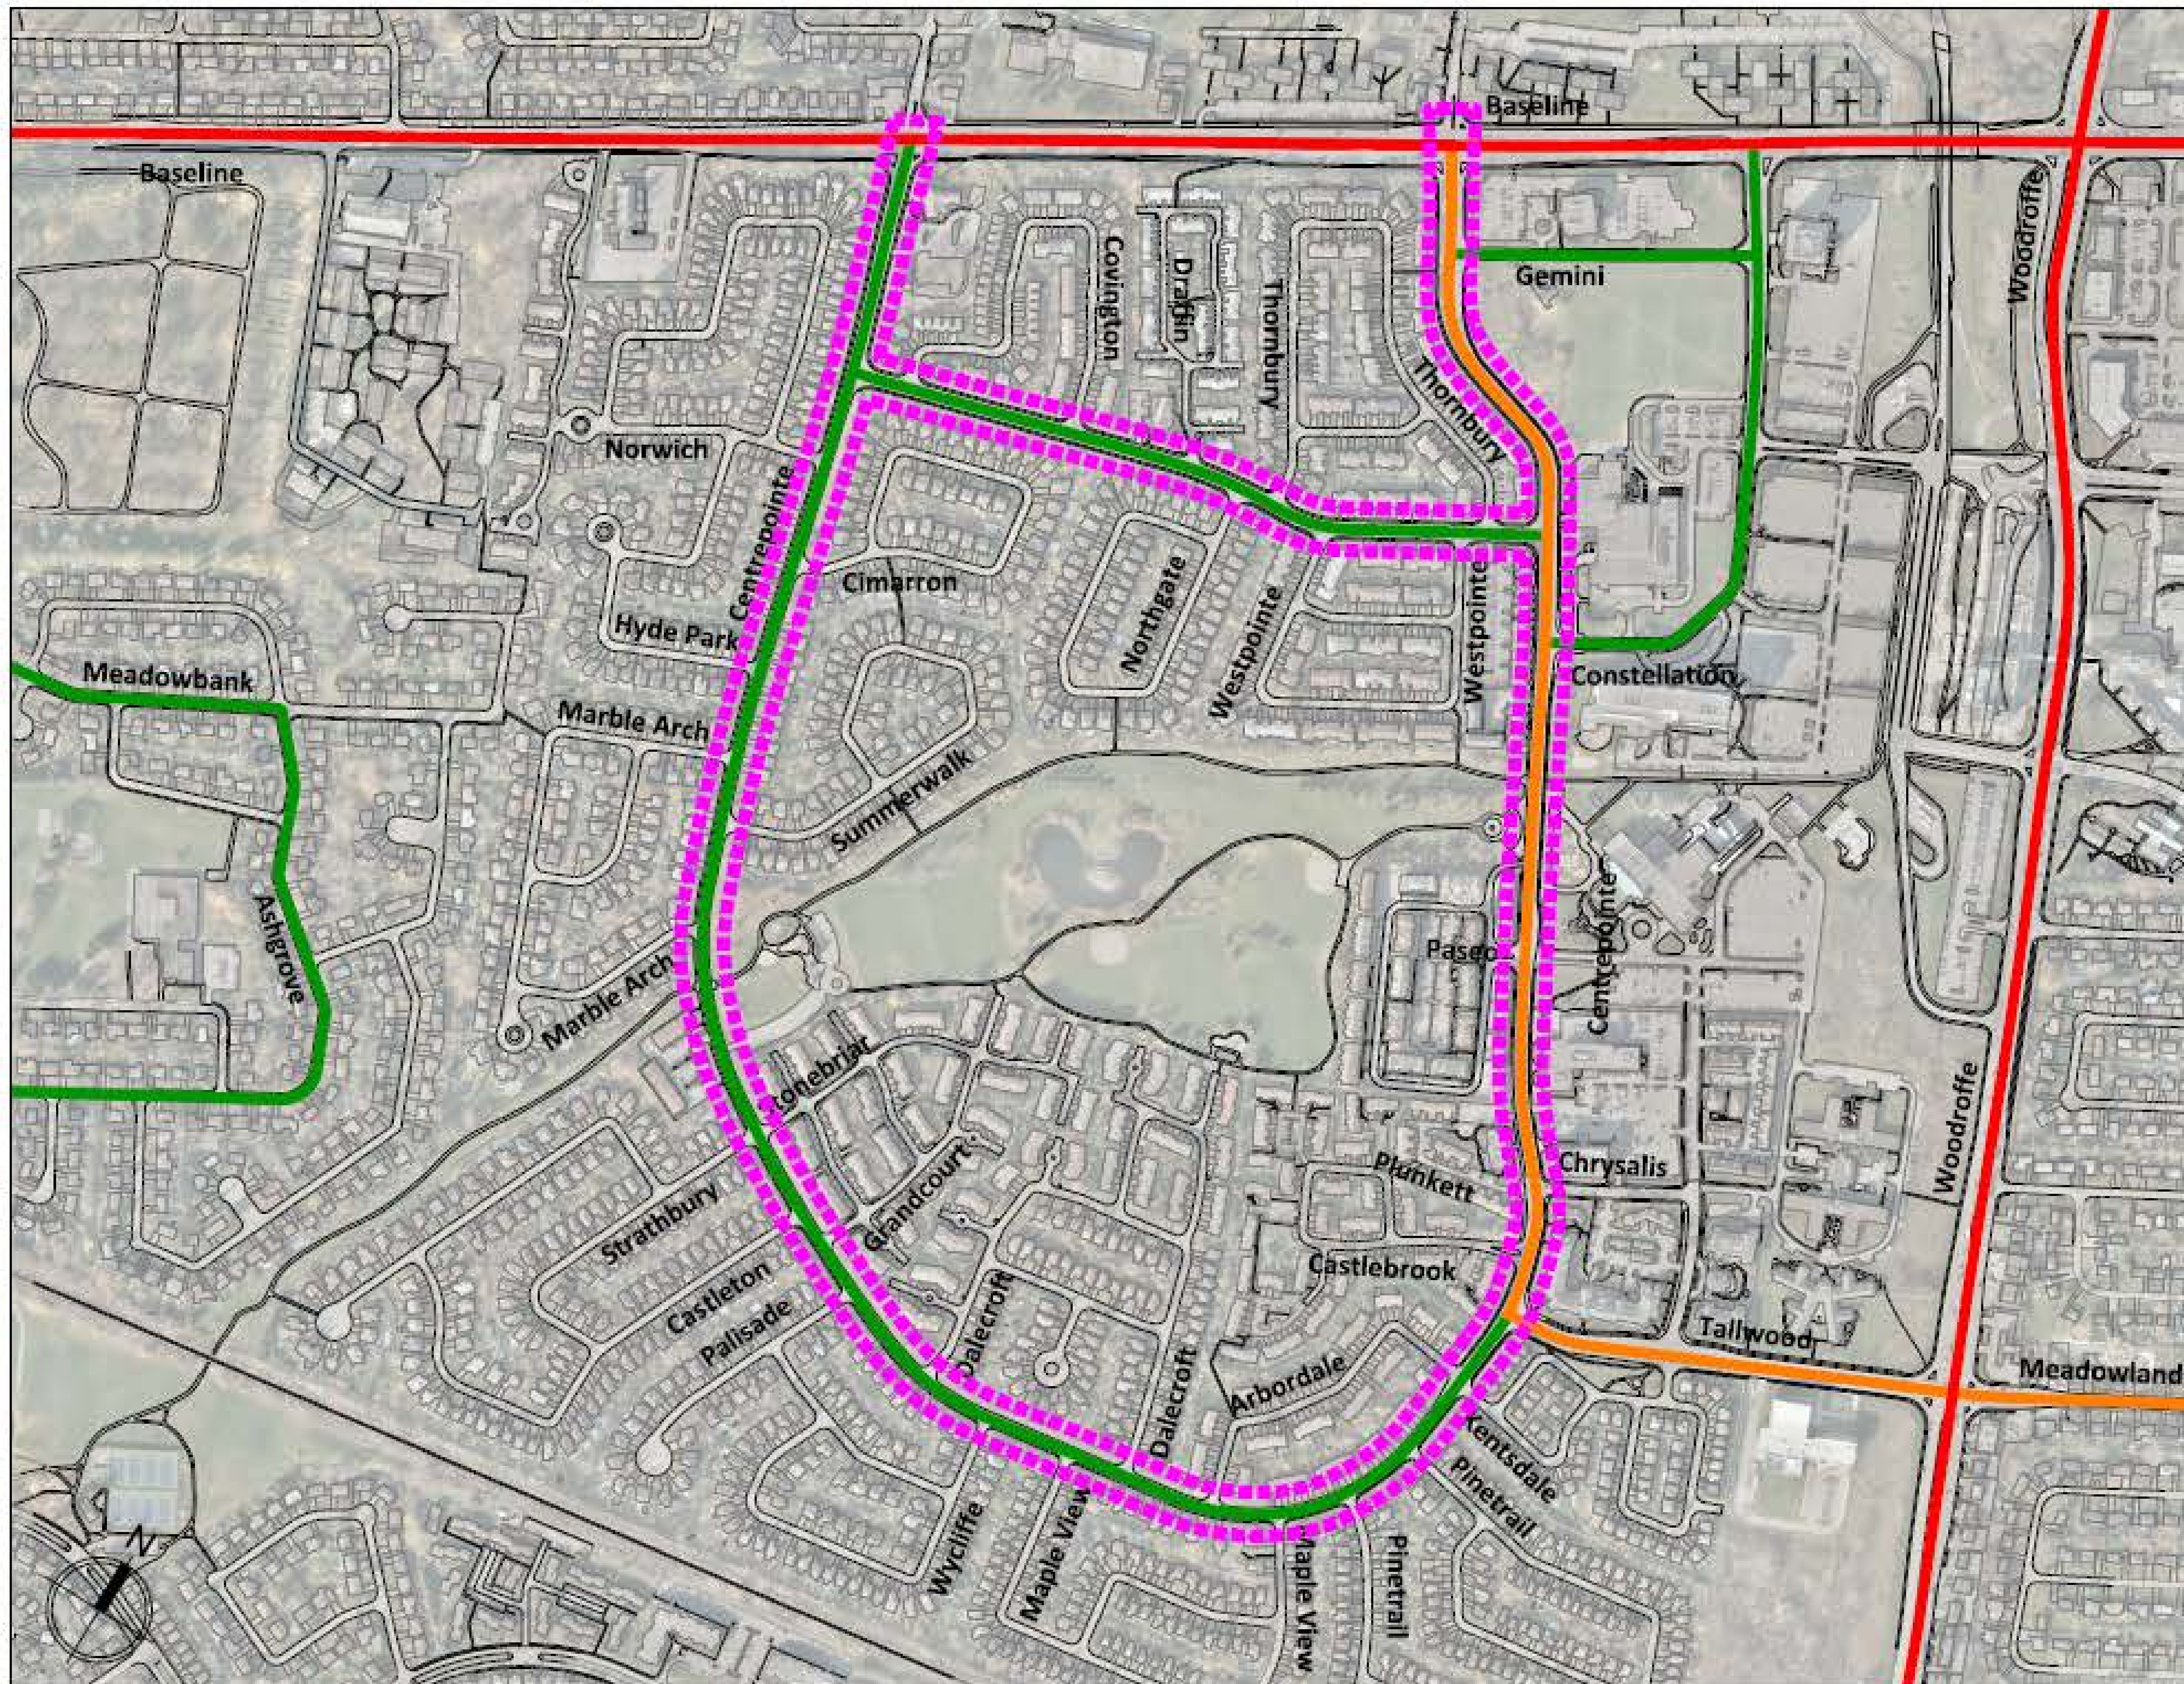 Baseline
Baseline
Woodroffe
Covington
Draffin
Thornbury
Gemini
Thornbury
Norwich
Centrepointe
Cimarron
Northgate
Westpointe
Westpointe
Hyde Park
Constellation
Meadowbank
Marble Arch
Summerwalk
Ashgrove
Centrepointe
Paseo
Marble Arch
Stonebriar
Woodroffe
Chrysalis
Plunkett
Grandcourt
Strathbury
Castlebrook
Castleton
Palisade
Dalecroft
Tallwood
Meadowland
Arbordale
Dalecroft
Kentsdale
Pinetrail
Wycliffe
Maple View
Maple View
Pinetrail
N